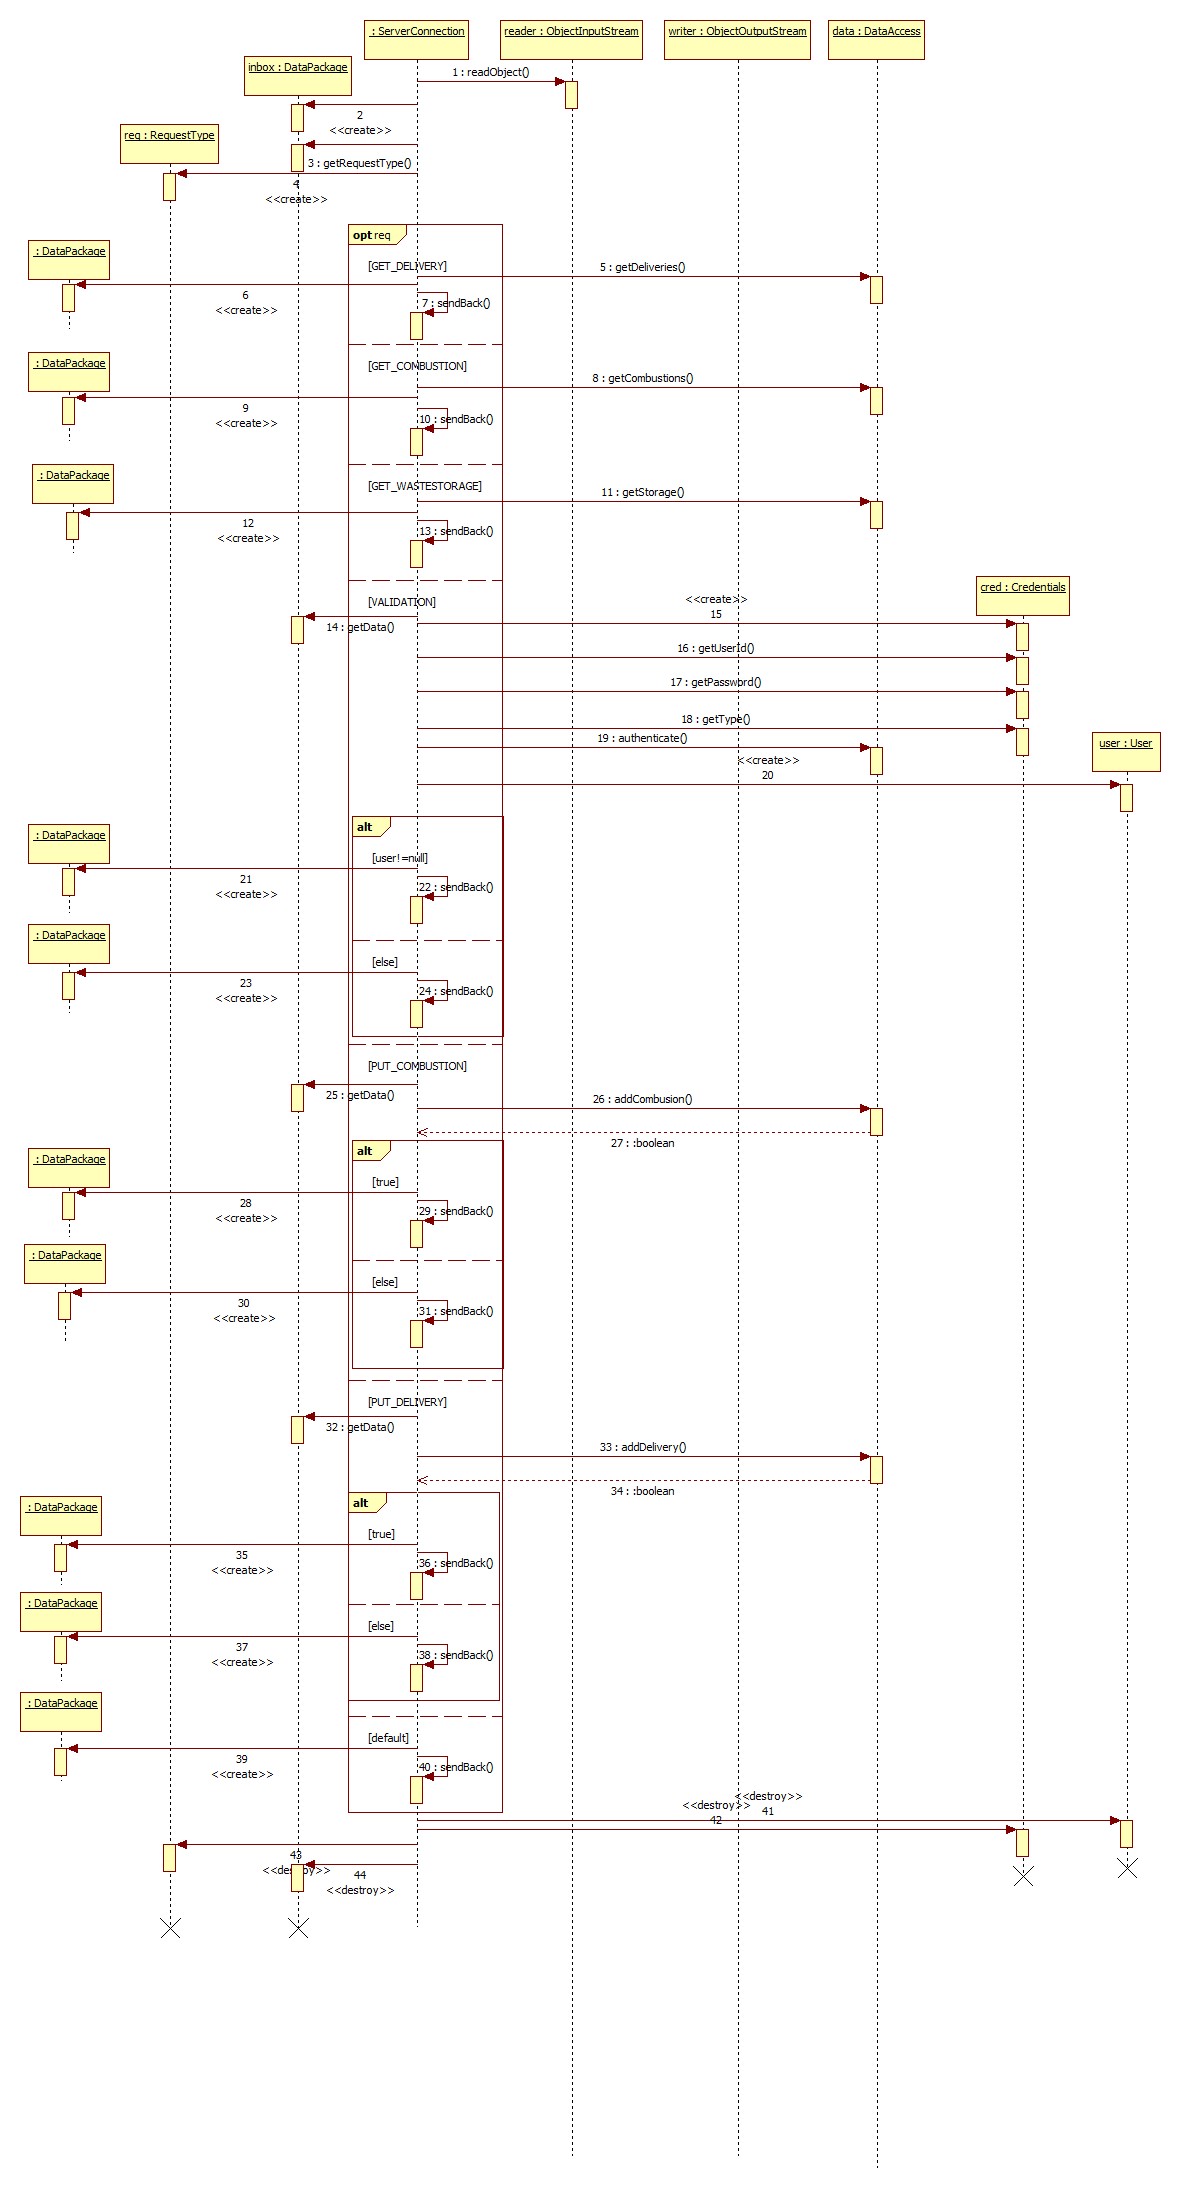 : ServerConnection
reader : ObjectInputStream
writer : ObjectOutputStream
data : DataAccess
inbox : DataPackage
1 : readObject()
2
<<create>>
req : RequestType
3 : getRequestType()
4
<<create>>
opt req
: DataPackage
[GET_DELIVERY]
5 : getDeliveries()
6
<<create>>
7 : sendBack()
: DataPackage
[GET_COMBUSTION]
8 : getCombustions()
9
<<create>>
10 : sendBack()
: DataPackage
[GET_WASTESTORAGE]
11 : getStorage()
12
<<create>>
13 : sendBack()
cred : Credentials
[VALIDATION]
<<create>>
15
14 : getData()
16 : getUserId()
17 : getPassword()
18 : getType()
19 : authenticate()
user : User
<<create>>
20
alt
: DataPackage
[user!=null]
21
<<create>>
22 : sendBack()
: DataPackage
[else]
23
<<create>>
24 : sendBack()
[PUT_COMBUSTION]
25 : getData()
26 : addCombusion()
27 : :boolean
alt
: DataPackage
[true]
28
<<create>>
29 : sendBack()
: DataPackage
[else]
30
<<create>>
31 : sendBack()
[PUT_DELIVERY]
32 : getData()
33 : addDelivery()
34 : :boolean
alt
: DataPackage
[true]
35
<<create>>
36 : sendBack()
: DataPackage
[else]
37
<<create>>
38 : sendBack()
: DataPackage
[default]
39
<<create>>
40 : sendBack()
<<destroy>>
41
<<destroy>>
42
43
<<destroy>>
44
<<destroy>>